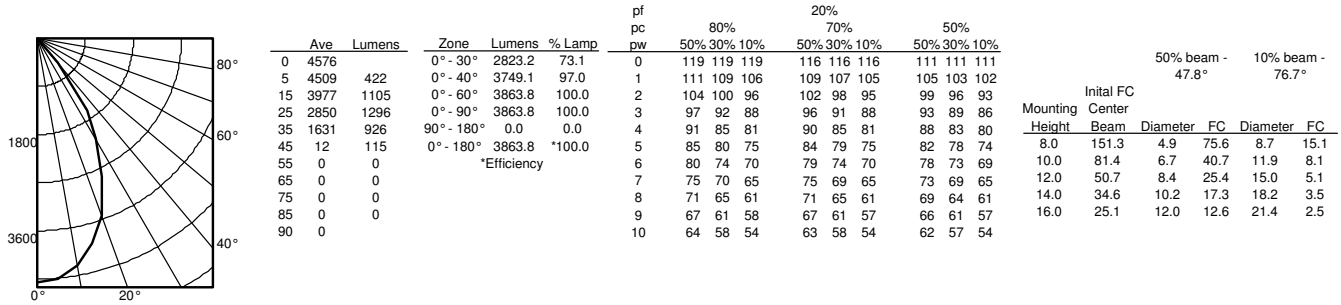 80°
60°
40°
1800
3600
0° 20°
Ave Lumens
0 4576
5 4509 422
15 3977 1105
25 2850 1296
35 1631 926
45 12 115
55 0 0
65 0 0
75 0 0
85 0 0
90 0
Zone Lumens % Lamp
0° - 30° 2823.2 73.1
0° - 40° 3749.1 97.0
0° - 60° 3863.8 100.0
0° - 90° 3863.8 100.0
90° - 180° 0.0 0.0
0° - 180° 3863.8 *100.0
*Efficiency
pf 20%
pc 80% 70% 50%
pw 50% 30% 10% 50% 30% 10% 50% 30% 10%
0 119 119 119 116 116 116 111 111 111
1 111 109 106 109 107 105 105 103 102
2 104 100 96 102 98 95 99 96 93
3 97 92 88 96 91 88 93 89 86
4 91 85 81 90 85 81 88 83 80
5 85 80 75 84 79 75 82 78 74
6 80 74 70 79 74 70 78 73 69
7 75 70 65 75 69 65 73 69 65
8 71 65 61 71 65 61 69 64 61
9 67 61 58 67 61 57 66 61 57
10 64 58 54 63 58 54 62 57 54
50% beam - 10% beam -
47.8° 76.7°
Inital FC
Mounting Center
Height Beam Diameter FC Diameter FC
8.0 151.3 4.9 75.6 8.7 15.1
10.0 81.4 6.7 40.7 11.9 8.1
12.0 50.7 8.4 25.4 15.0 5.1
14.0 34.6 10.2 17.3 18.2 3.5
16.0 25.1 12.0 12.6 21.4 2.5